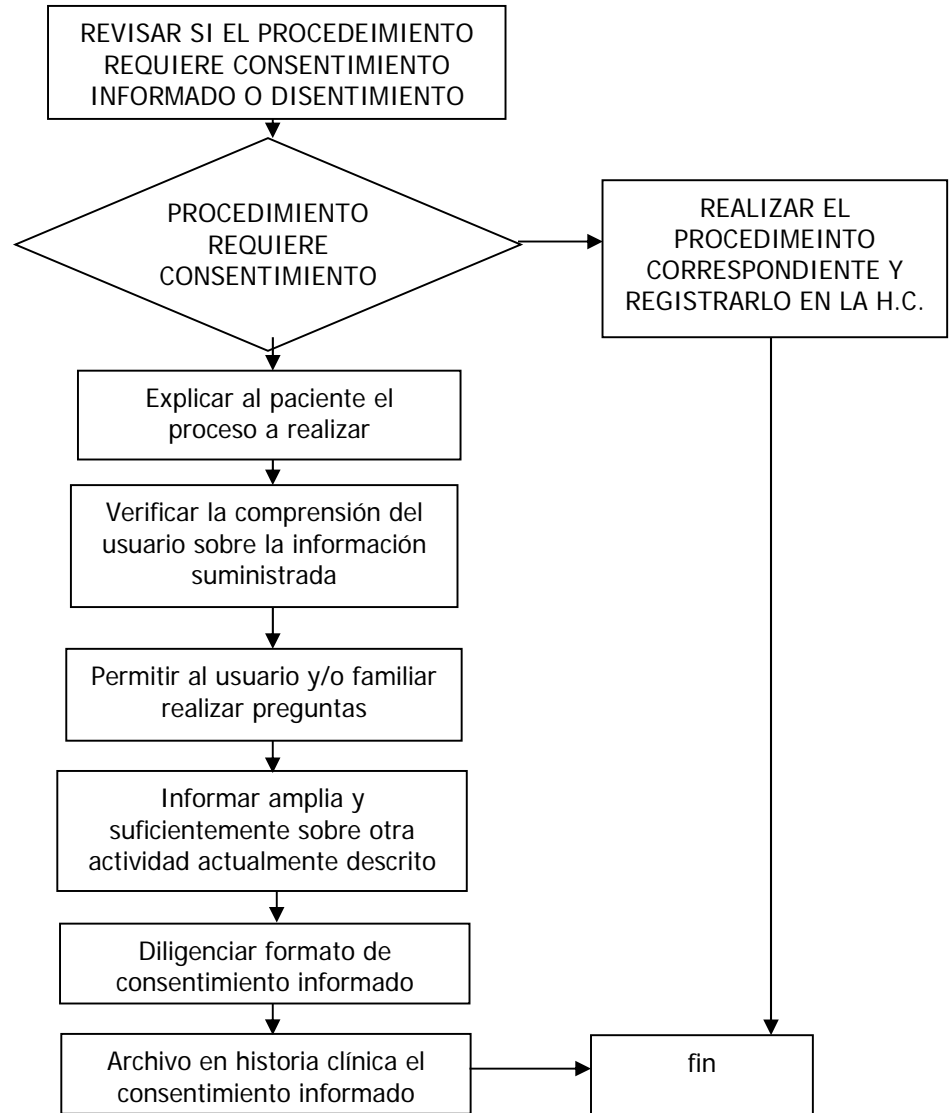 REVISAR SI EL PROCEDEIMIENTO
REQUIERE CONSENTIMIENTO
INFORMADO O DISENTIMIENTO
PROCEDIMIENTO
REQUIERE
CONSENTIMIENTO
REALIZAR EL
PROCEDIMEINTO
CORRESPONDIENTE Y
REGISTRARLO EN LA H.C.
Explicar al paciente el
proceso a realizar
Verificar la comprensión del
usuario sobre la información
suministrada
Permitir al usuario y/o familiar
realizar preguntas
Informar amplia y
suficientemente sobre otra
actividad actualmente descrito
Diligenciar formato de
consentimiento informado
Archivo en historia clínica el
consentimiento informado
fin